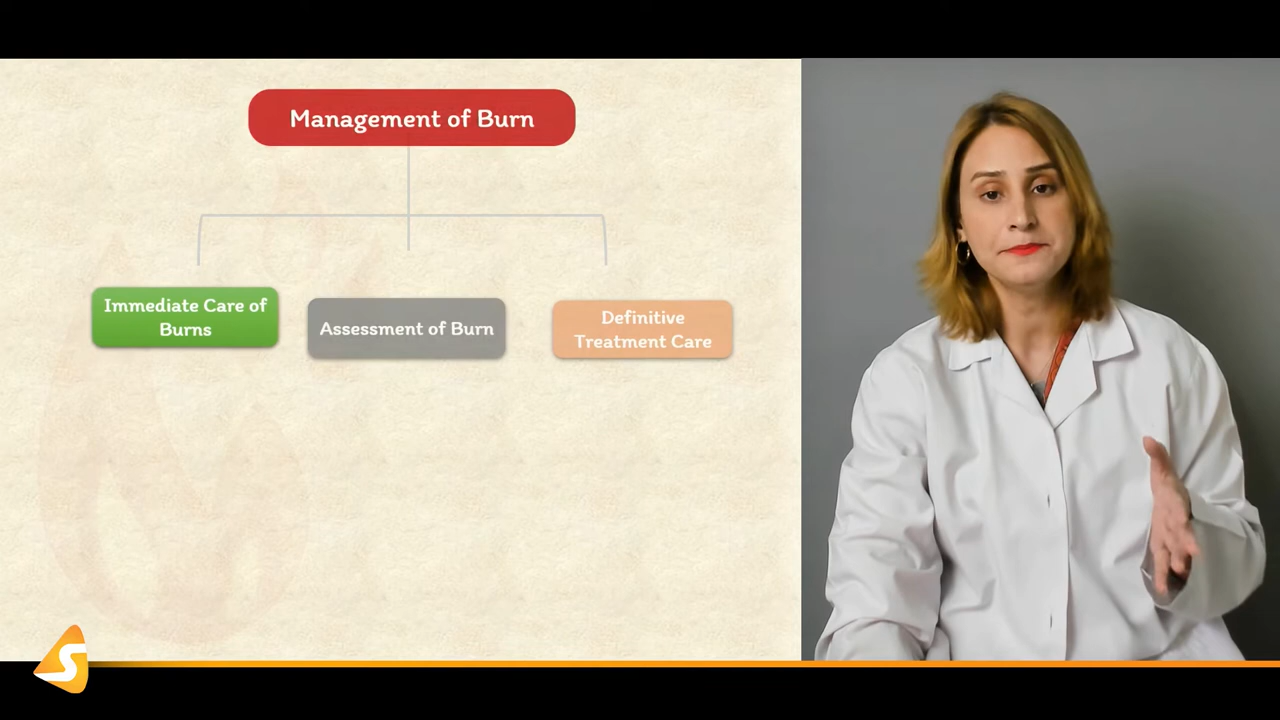 Management of Burn
Immediate Care of
Burns
Assessment of Burn
Definitive
Treatment Care